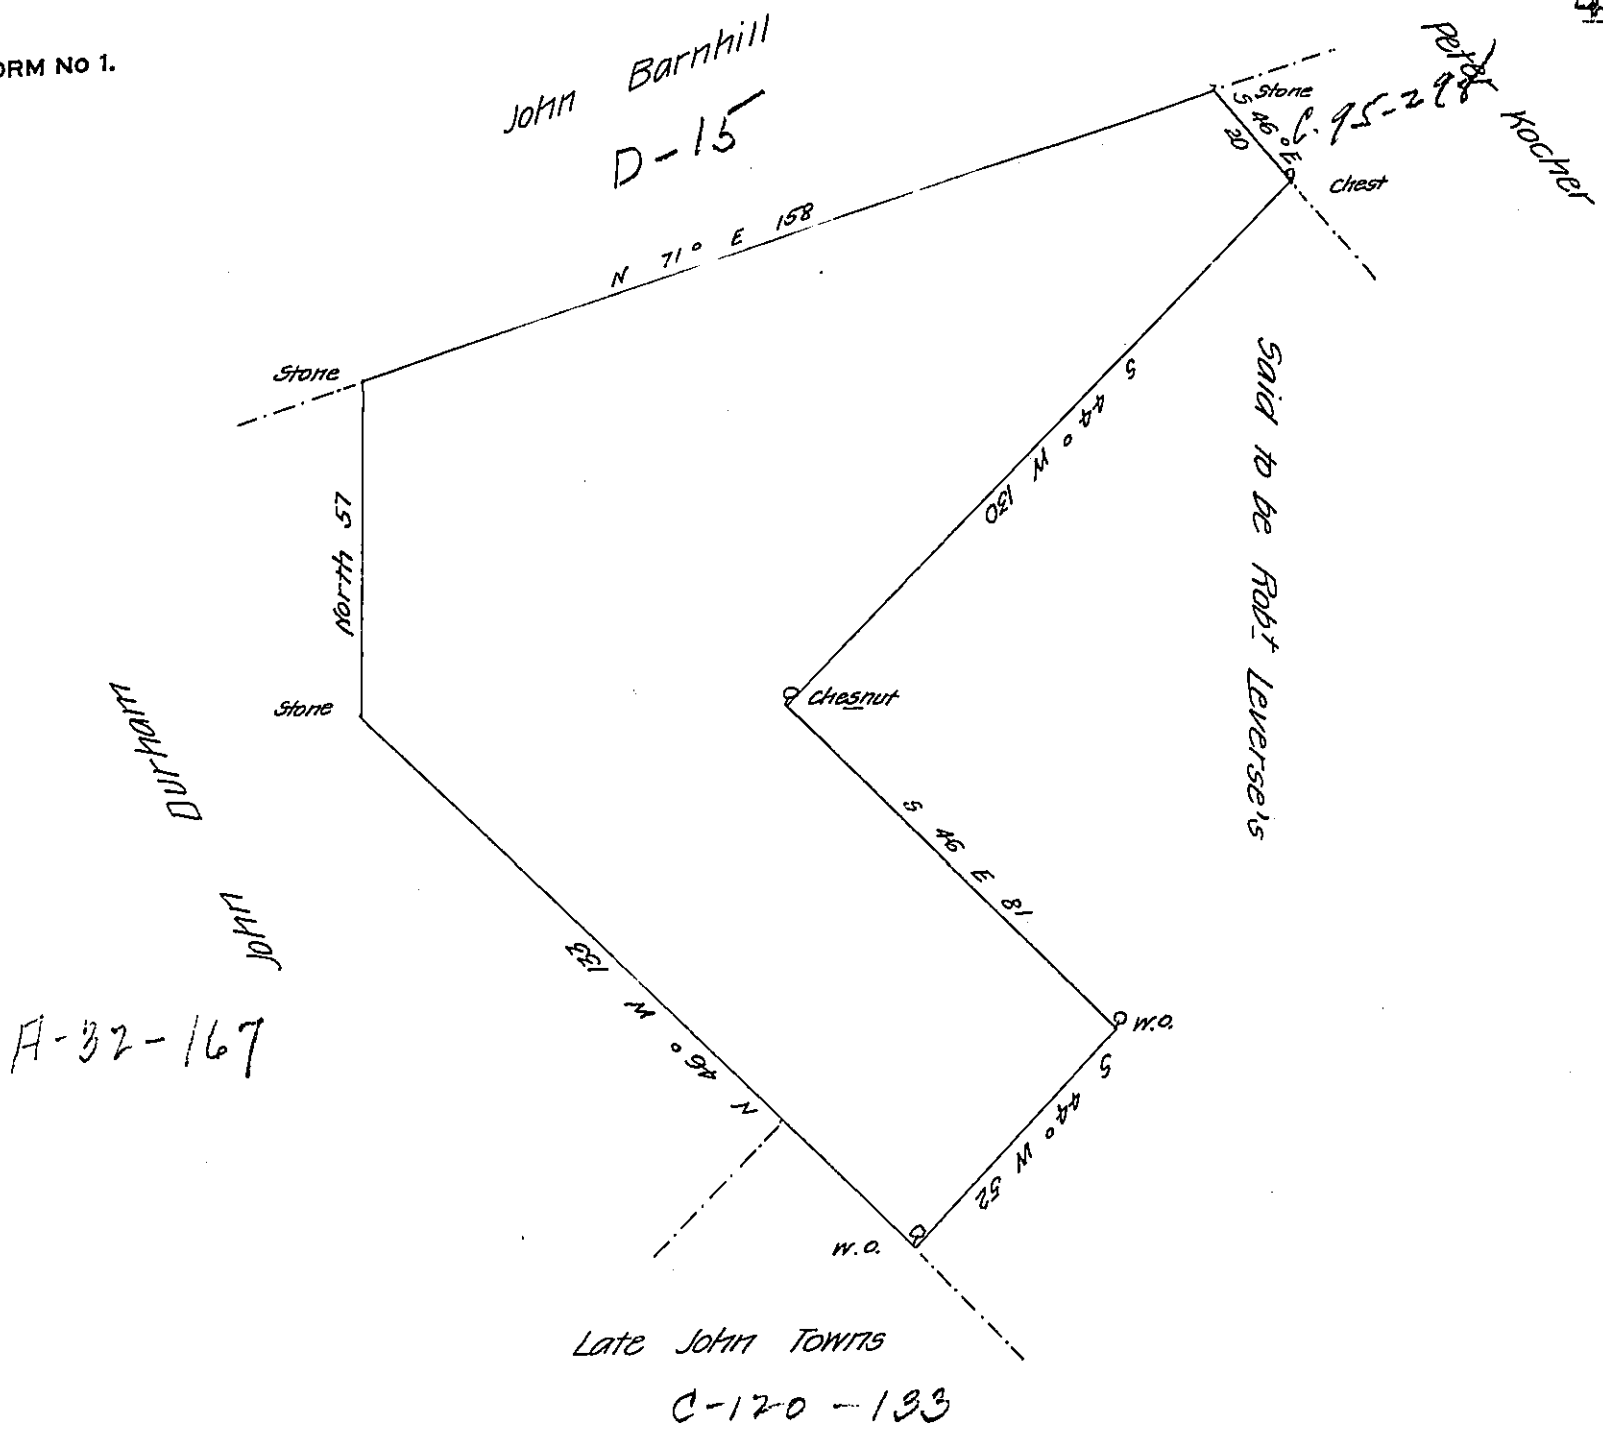 ORM No 1.
John Barnhill
D-15
Peter Kocher
C. 95-298
Stone
S 46° E
20
Chest
N 71° E 158
Stone
S 44° W 130
Said to be Robt Leverse's
North 57
Stone
Chesnut
John Durham
S 46 E 81
A-32-167
N 46° W 133
W.O.
S 44° W 52
W.O.
Late John Towns
C-120-133